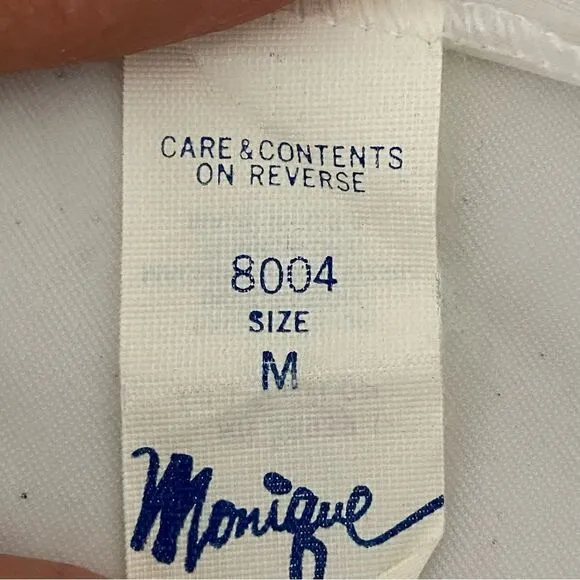 CARE & CONTENTS
ON REVERSE
8004
SIZE
M
Monique